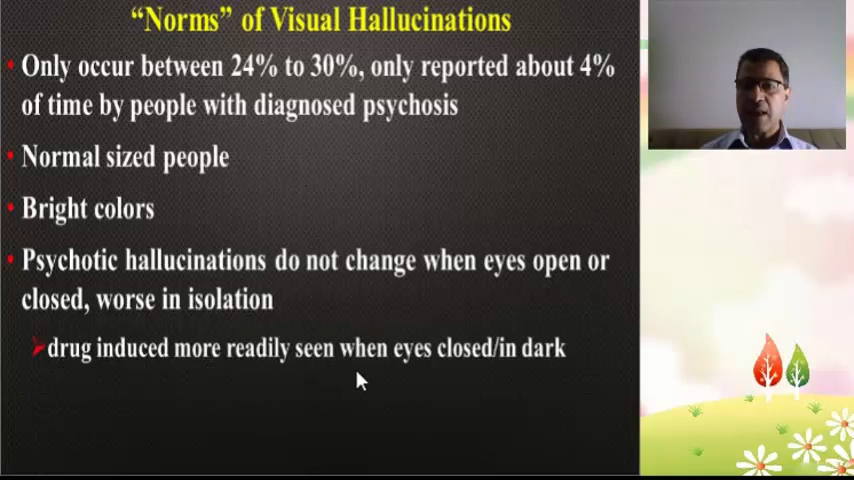 “Norms” of Visual Hallucinations
Only occur between 24% to 30%, only reported about 4%
of time by people with diagnosed psychosis
Normal sized people
Bright colors
Psychotic hallucinations do not change when eyes open or
closed, worse in isolation
drug induced more readily seen when eyes closed/in dark